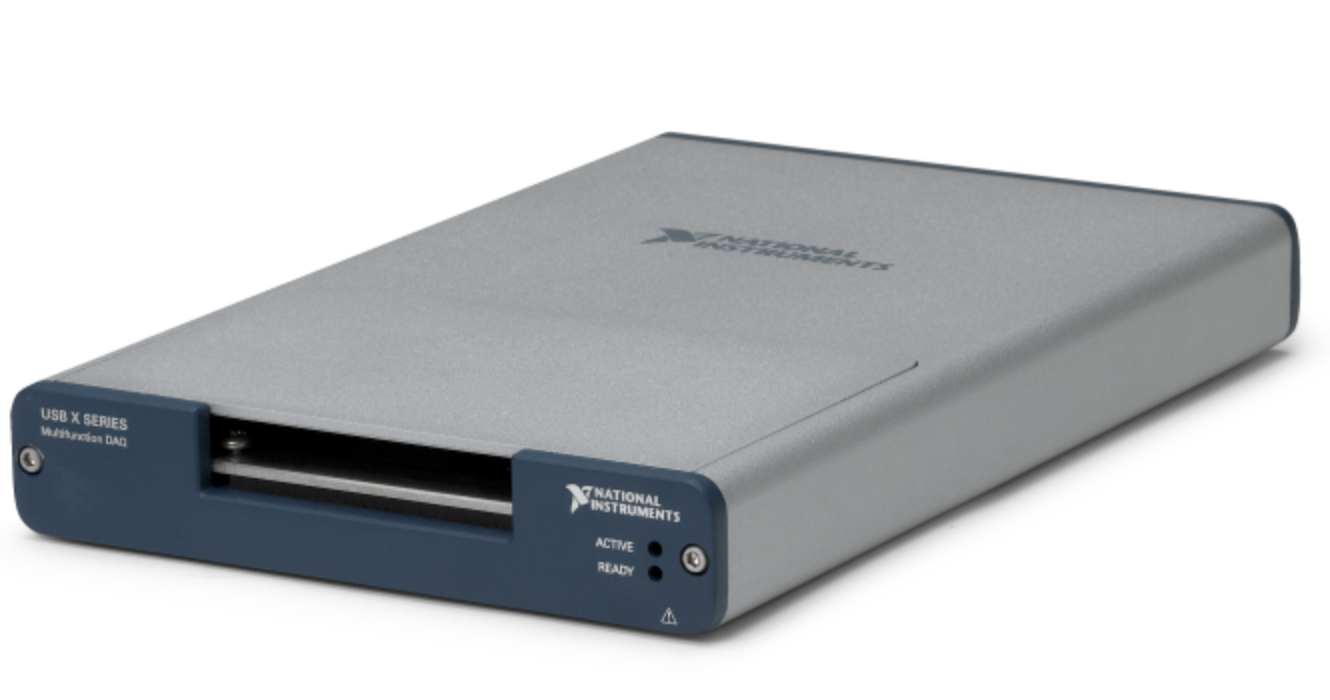 NATIONAL
INSTRUMENTS
USB X SERIES
Multifunction DAQ
NATIONAL
INSTRUMENTS
ACTIVE
READY